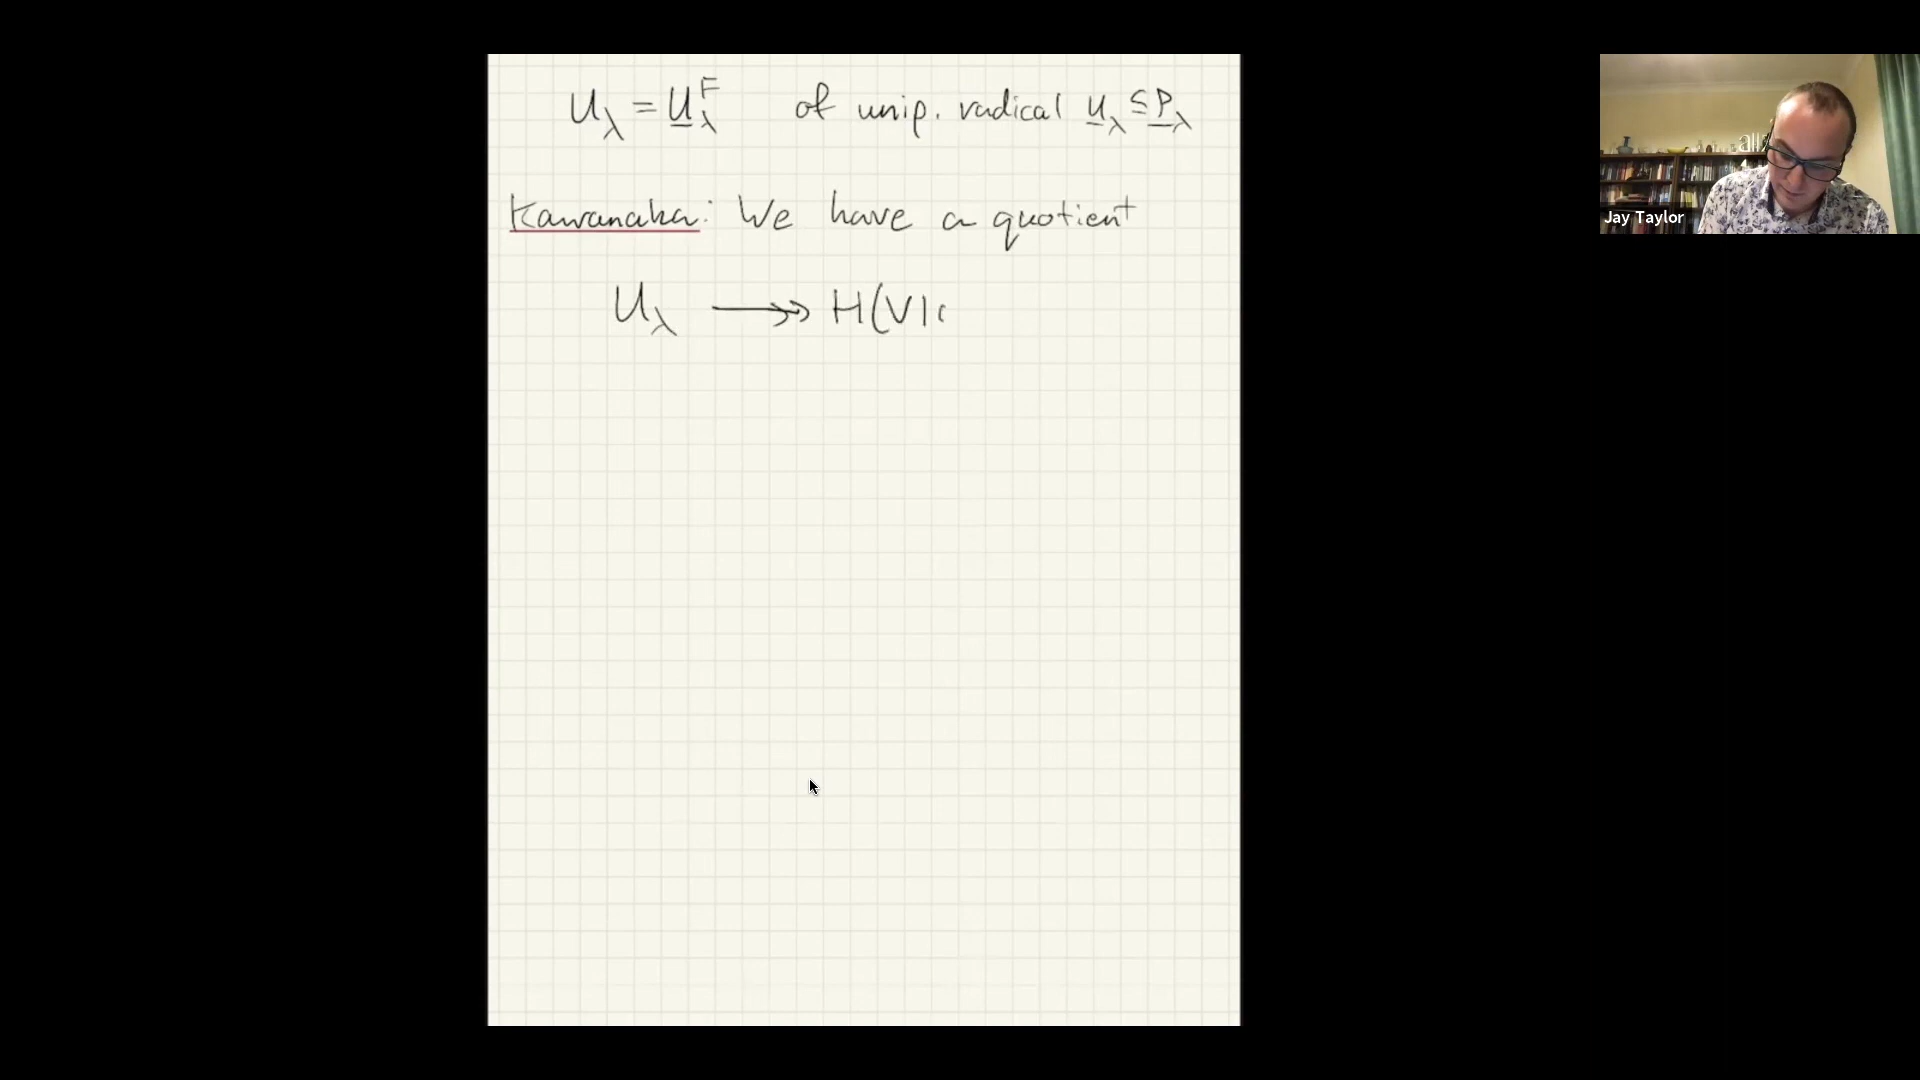 U_λ = U_λ^F of unip. radical U_λ ⊆ P_λ
Kawanaka: We have a quotient
U_λ ↠ H(V|
Jay Taylor